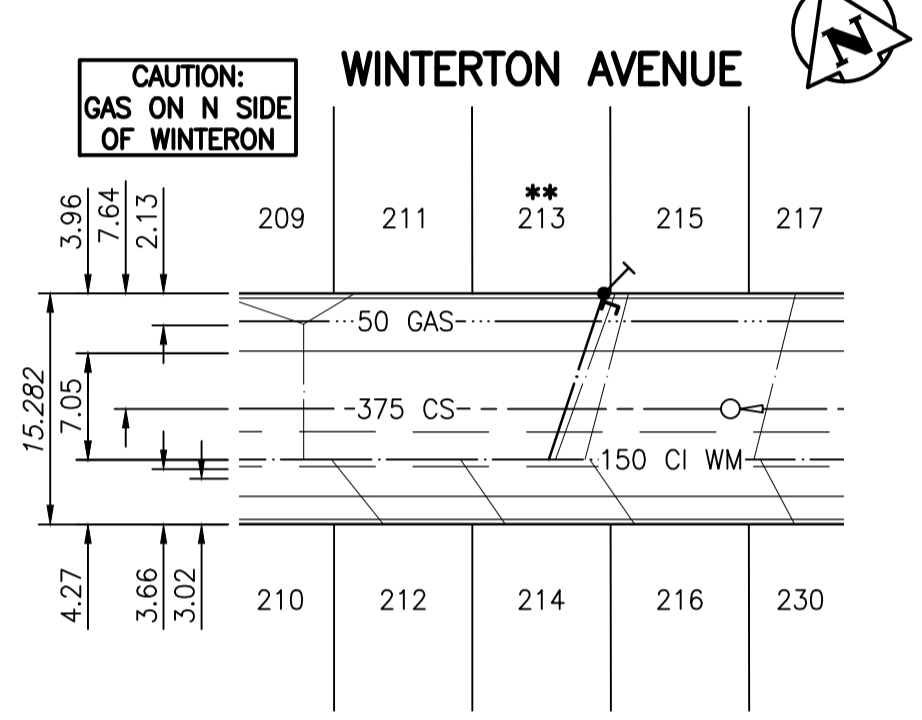 WINTERTON AVENUE
N
CAUTION:
GAS ON N SIDE
OF WINTERON
3.96
7.64
2.13
209
211
**
213
215
217
50 GAS
15.282
7.05
375 CS
150 CI WM
4.27
3.66
3.02
210
212
214
216
230